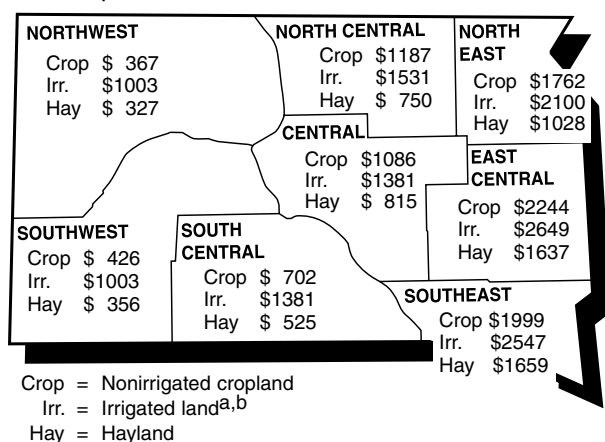 NORTHWEST
Crop $ 367
Irr. $1003
Hay $ 327
NORTH CENTRAL
Crop $1187
Irr. $1531
Hay $ 750
NORTH
EAST
Crop $1762
Irr. $2100
Hay $1028
CENTRAL
Crop $1086
Irr. $1381
Hay $ 815
EAST
CENTRAL
Crop $2244
Irr. $2649
Hay $1637
SOUTHWEST
Crop $ 426
Irr. $1003
Hay $ 356
SOUTH
CENTRAL
Crop $ 702
Irr. $1381
Hay $ 525
SOUTHEAST
Crop $1999
Irr. $2547
Hay $1659
Crop = Nonirrigated cropland
Irr. = Irrigated landa,b
Hay = Hayland